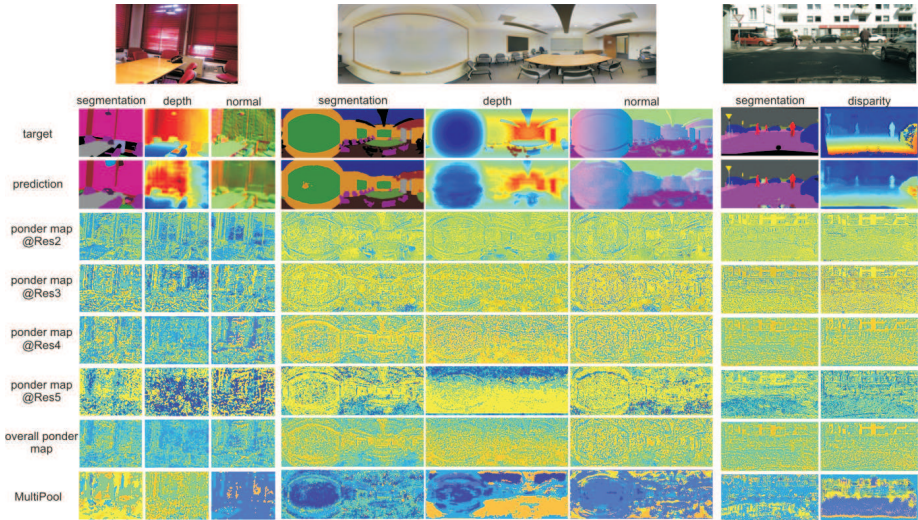 segmentation depth normal segmentation depth normal segmentation disparity
target
prediction
ponder map
@Res2
ponder map
@Res3
ponder map
@Res4
ponder map
@Res5
overall ponder
map
MultiPool